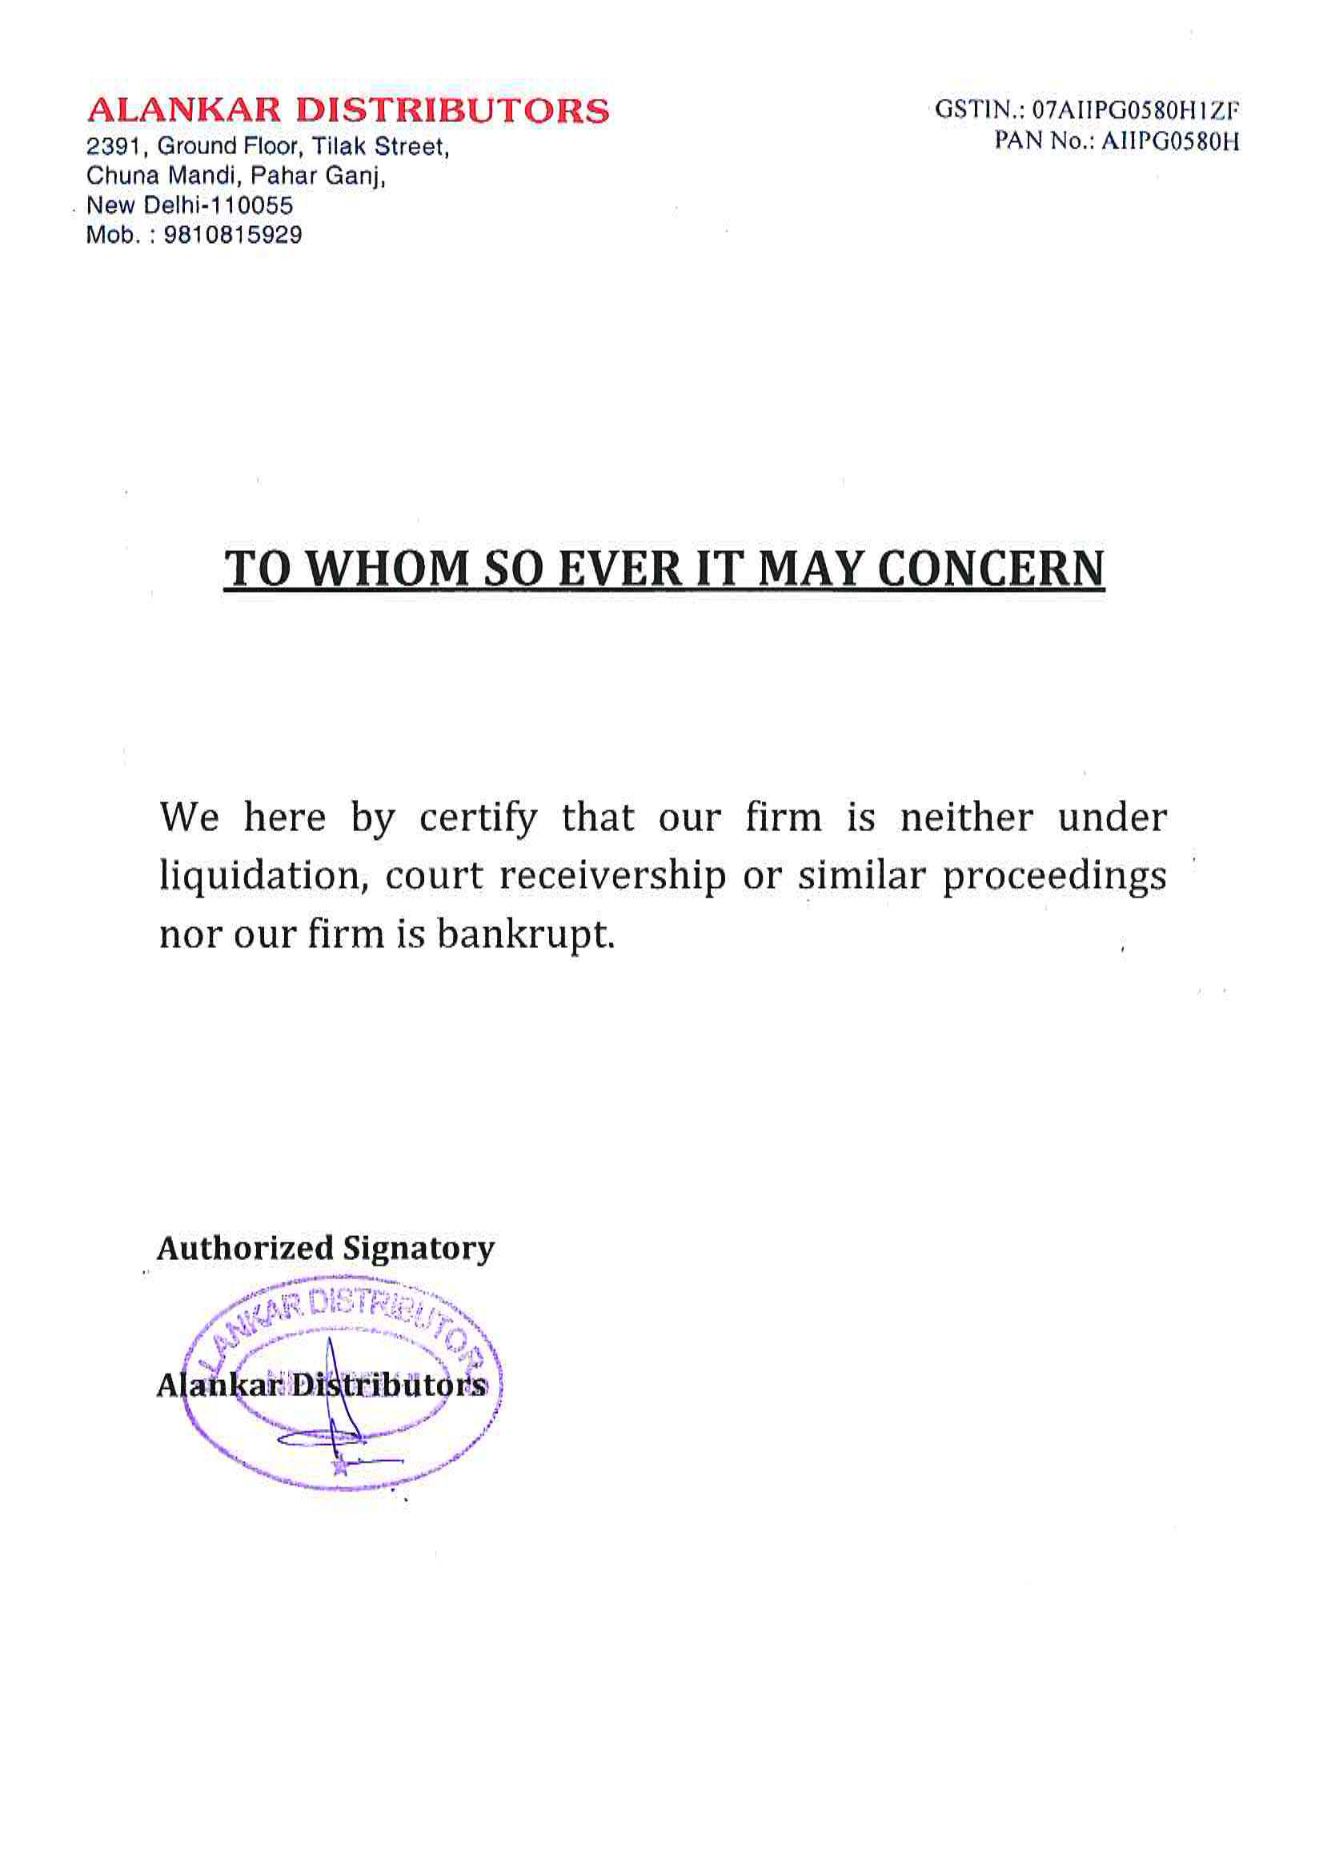 ALANKAR DISTRIBUTORS
2391, Ground Floor, Tilak Street,
Chuna Mandi, Pahar Ganj,
New Delhi-110055
Mob. : 9810815929
GSTIN.: 07AIIPG0580H1ZF
PAN No.: AIIPG0580H
TO WHOM SO EVER IT MAY CONCERN
We here by certify that our firm is neither under
liquidation, court receivership or similar proceedings
nor our firm is bankrupt.
Authorized Signatory
ALANKAR DISTRIBUTORS
Alankar Distributors